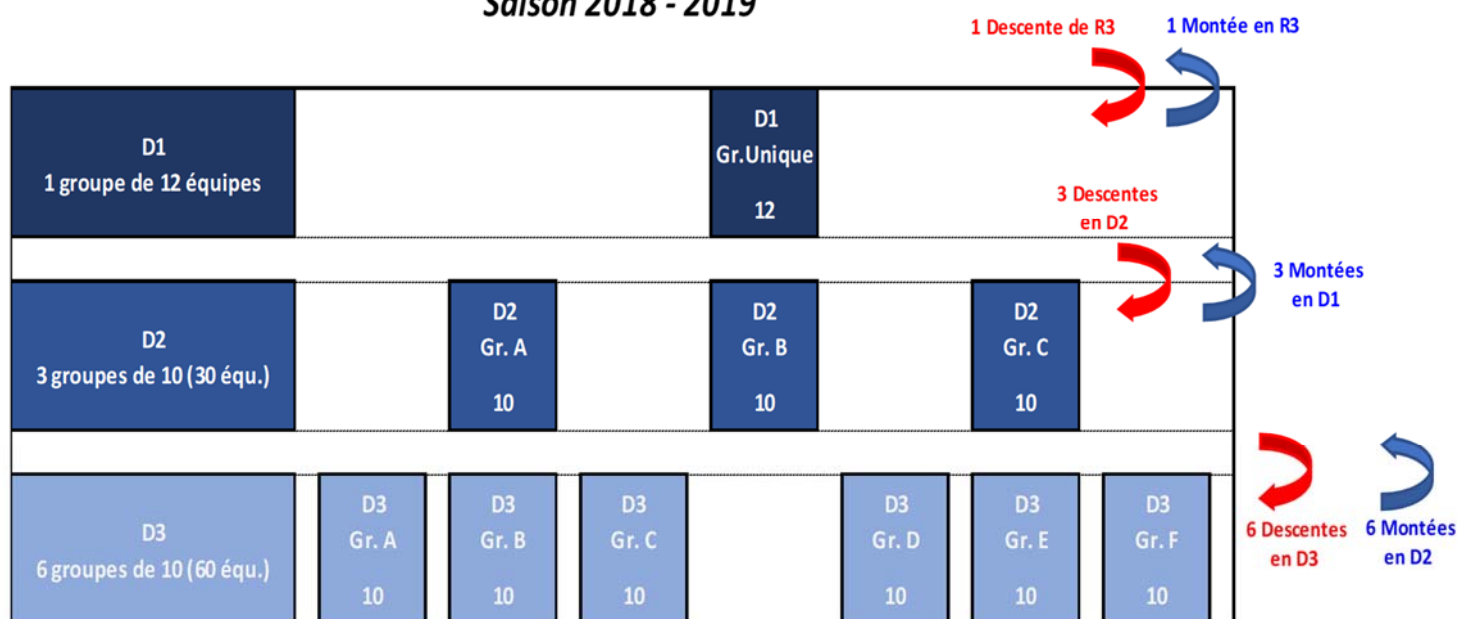 Saison 2018 - 2019
1 Descente de R3
1 Montée en R3
D1
1 groupe de 12 équipes
D1
Gr.Unique
12
3 Descentes
en D2
3 Montées
en D1
D2
3 groupes de 10 (30 équ.)
D2
Gr. A
10
D2
Gr. B
10
D2
Gr. C
10
6 Descentes
en D3
6 Montées
en D2
D3
6 groupes de 10 (60 équ.)
D3
Gr. A
10
D3
Gr. B
10
D3
Gr. C
10
D3
Gr. D
10
D3
Gr. E
10
D3
Gr. F
10